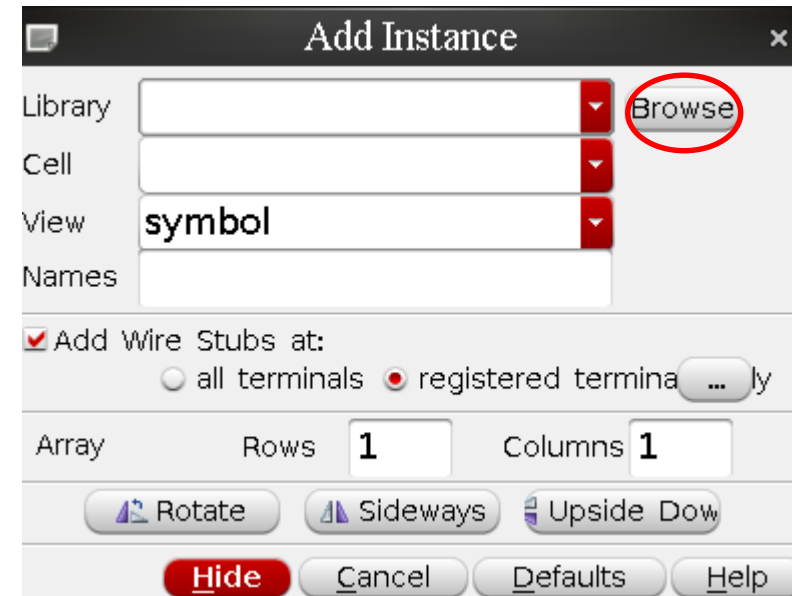 Add Instance
Library Browse
Cell
View symbol
Names
Add Wire Stubs at:
all terminals registered termina ... ly
Array Rows 1 Columns 1
Rotate Sideways Upside Dow
Hide Cancel Defaults Help